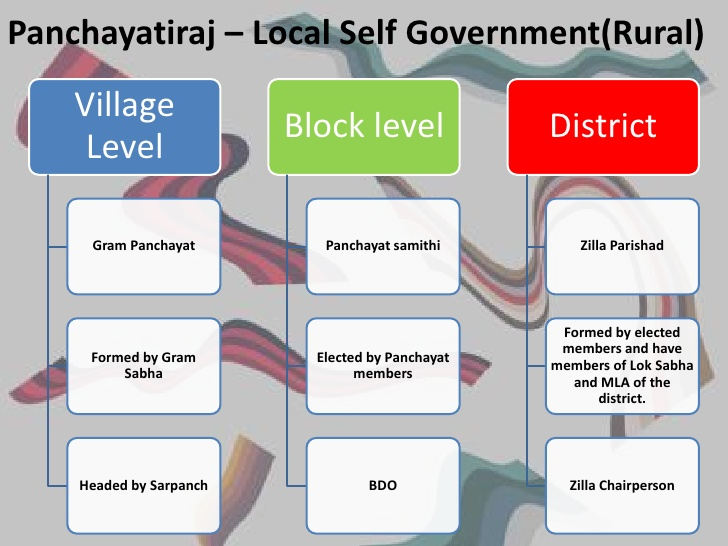 Panchayatiraj – Local Self Government(Rural)
Village
Level
Gram Panchayat
Formed by Gram
Sabha
Headed by Sarpanch
Block level
Panchayat samithi
Elected by Panchayat
members
BDO
District
Zilla Parishad
Formed by elected
members and have
members of Lok Sabha
and MLA of the
district.
Zilla Chairperson